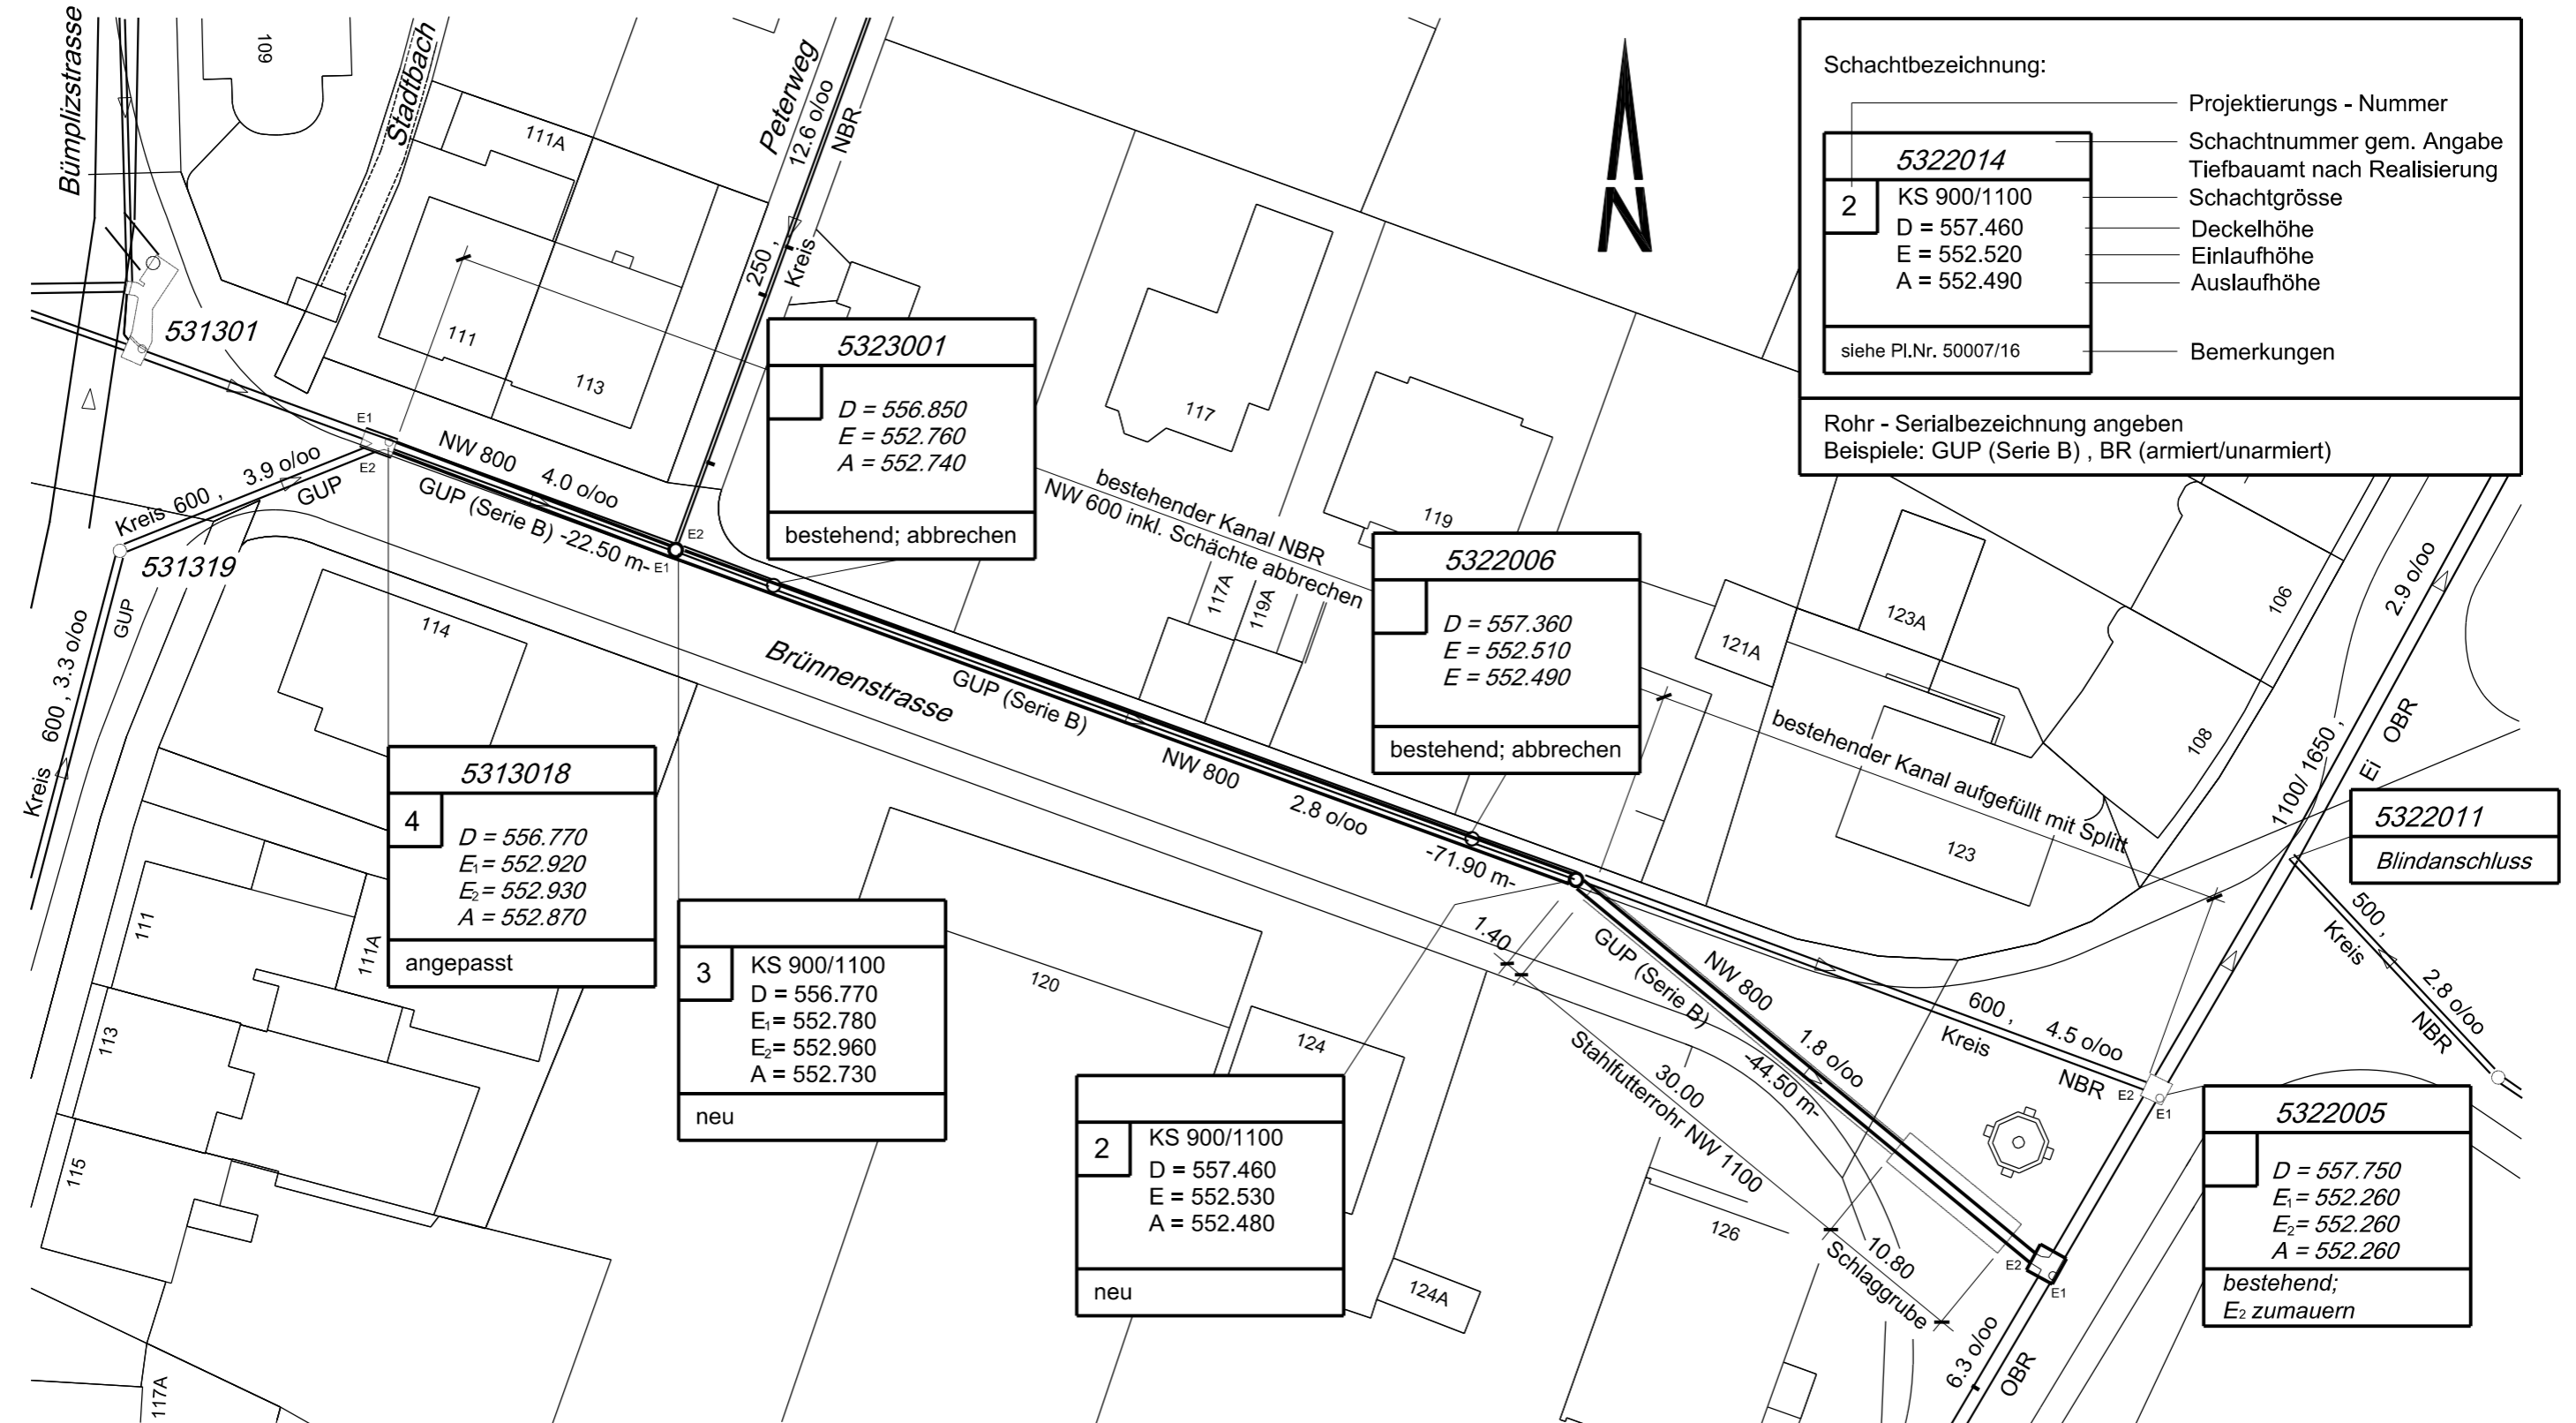 Bümplizstrasse
109
Stadtbach
111A
Peterweg
12.6 o/oo
NBR
250 ,
Kreis
111
113
531301
Schachtbezeichnung:
Projektierungs - Nummer
Schachtnummer gem. Angabe
Tiefbauamt nach Realisierung
Schachtgrösse
Deckelhöhe
Einlaufhöhe
Auslaufhöhe
Bemerkungen
5322014
2
KS 900/1100
D = 557.460
E = 552.520
A = 552.490
siehe Pl.Nr. 50007/16
Rohr - Serialbezeichnung angeben
Beispiele: GUP (Serie B) , BR (armiert/unarmiert)
N
5323001
D = 556.850
E = 552.760
A = 552.740
bestehend; abbrechen
117
119
bestehender Kanal NBR
NW 600 inkl. Schächte abbrechen
117A
119A
E1
E2
NW 800
4.0 o/oo
GUP (Serie B)
-22.50 m-
E2
E1
Kreis 600 , 3.9 o/oo
GUP
531319
Kreis 600 , 3.3 o/oo
GUP
114
Brünnenstrasse
GUP (Serie B)
NW 800
2.8 o/oo
-71.90 m-
5322006
D = 557.360
E = 552.510
E = 552.490
bestehend; abbrechen
121A
123A
106
108
123
bestehender Kanal aufgefüllt mit Splitt
2.9 o/oo
1100/ 1650 ,
Ei
OBR
5322011
Blindanschluss
500 ,
Kreis
2.8 o/oo
NBR
5313018
4
D = 556.770
E1= 552.920
E2= 552.930
A = 552.870
angepasst
3
KS 900/1100
D = 556.770
E1= 552.780
E2= 552.960
A = 552.730
neu
2
KS 900/1100
D = 557.460
E = 552.530
A = 552.480
neu
111
111A
113
115
117A
120
124
124A
126
1.40
GUP (Serie B)
NW 800
1.8 o/oo
-44.50 m-
Stahlfutterrohr NW 1100
30.00
Schlaggrube
10.80
600 ,
4.5 o/oo
Kreis
NBR
E2
E1
E2
E1
5322005
D = 557.750
E1= 552.260
E2= 552.260
A = 552.260
bestehend;
E2 zumauern
6.3 o/oo
OBR